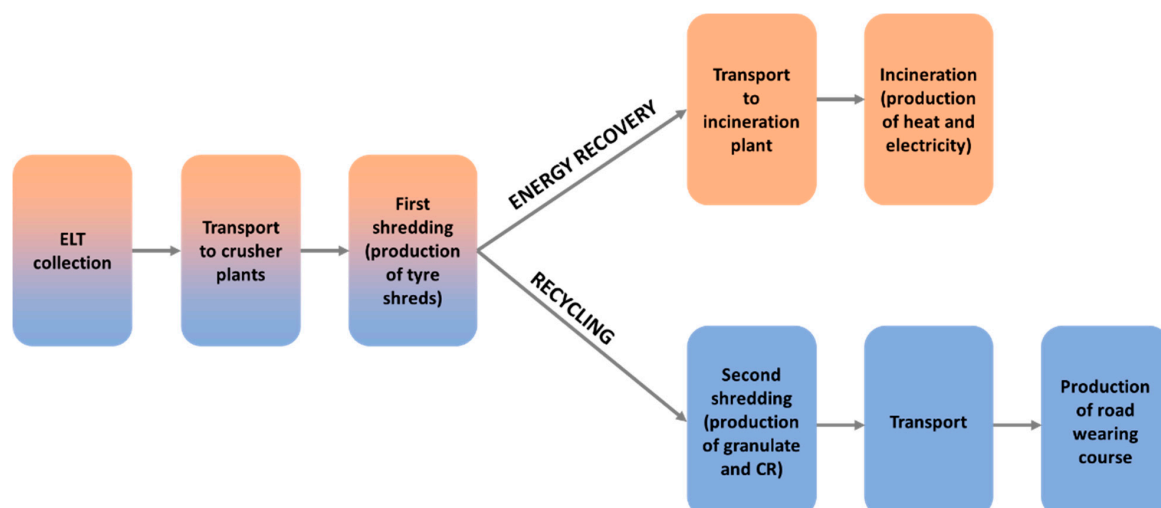 ELT
collection
Transport
to crusher
plants
First
shredding
(production
of tyre
shreds)
ENERGY RECOVERY
Transport
to
incineration
plant
Incineration
(production
of heat and
electricity)
RECYCLING
Second
shredding
(production
of granulate
and CR)
Transport
Production
of road
wearing
course